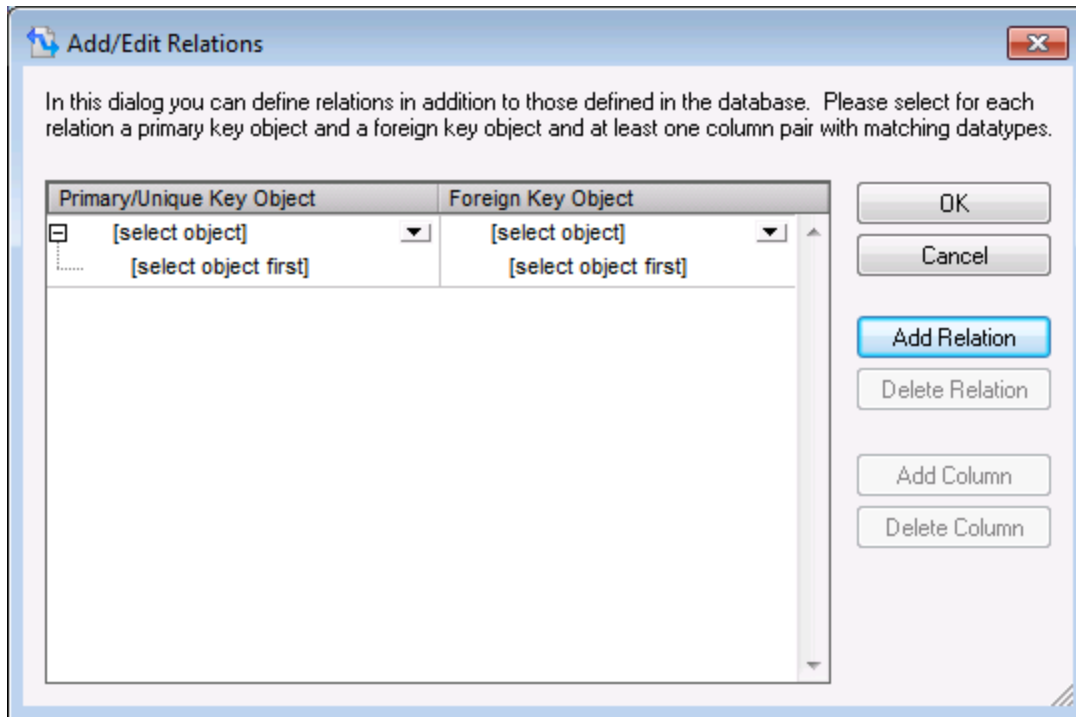 Add/Edit Relations
In this dialog you can define relations in addition to those defined in the database.  Please select for each
relation a primary key object and a foreign key object and at least one column pair with matching datatypes.
Primary/Unique Key Object
Foreign Key Object
[select object]
[select object]
[select object first]
[select object first]
OK
Cancel
Add Relation
Delete Relation
Add Column
Delete Column